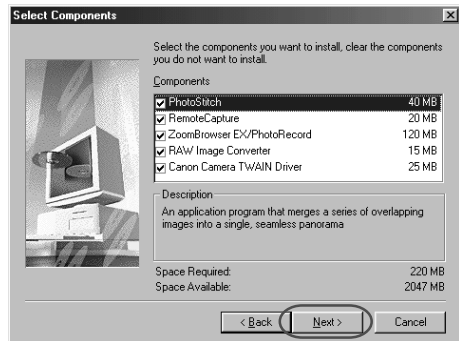 Select Components
Select the components you want to install, clear the components
you do not want to install.
Components
PhotoStitch 40 MB
RemoteCapture 20 MB
ZoomBrowser EX/PhotoRecord 120 MB
RAW Image Converter 15 MB
Canon Camera TWAIN Driver 25 MB
Description
An application program that merges a series of overlapping
images into a single, seamless panorama
Space Required: 220 MB
Space Available: 2047 MB
< Back Next > Cancel